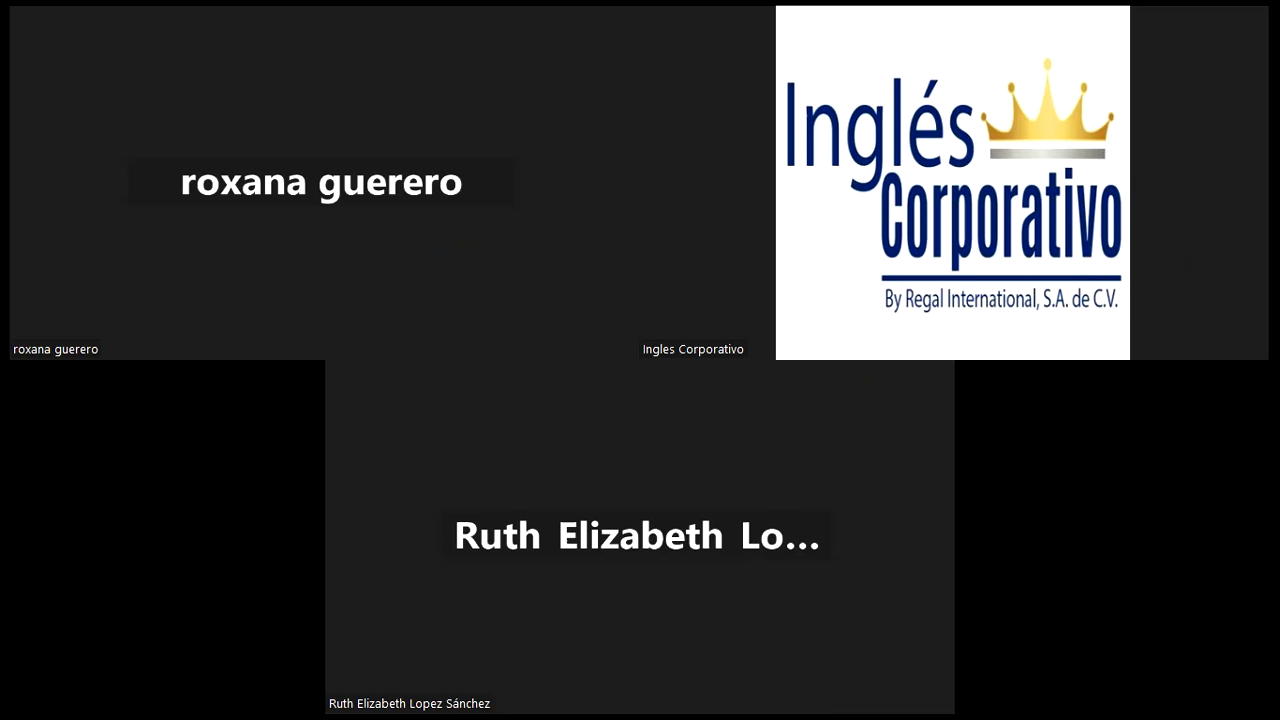 roxana guerero
roxana guerero
Inglés
Corporativo
By Regal International, S.A. de C.V.
Ingles Corporativo
Ruth Elizabeth Lo...
Ruth Elizabeth Lopez Sánchez